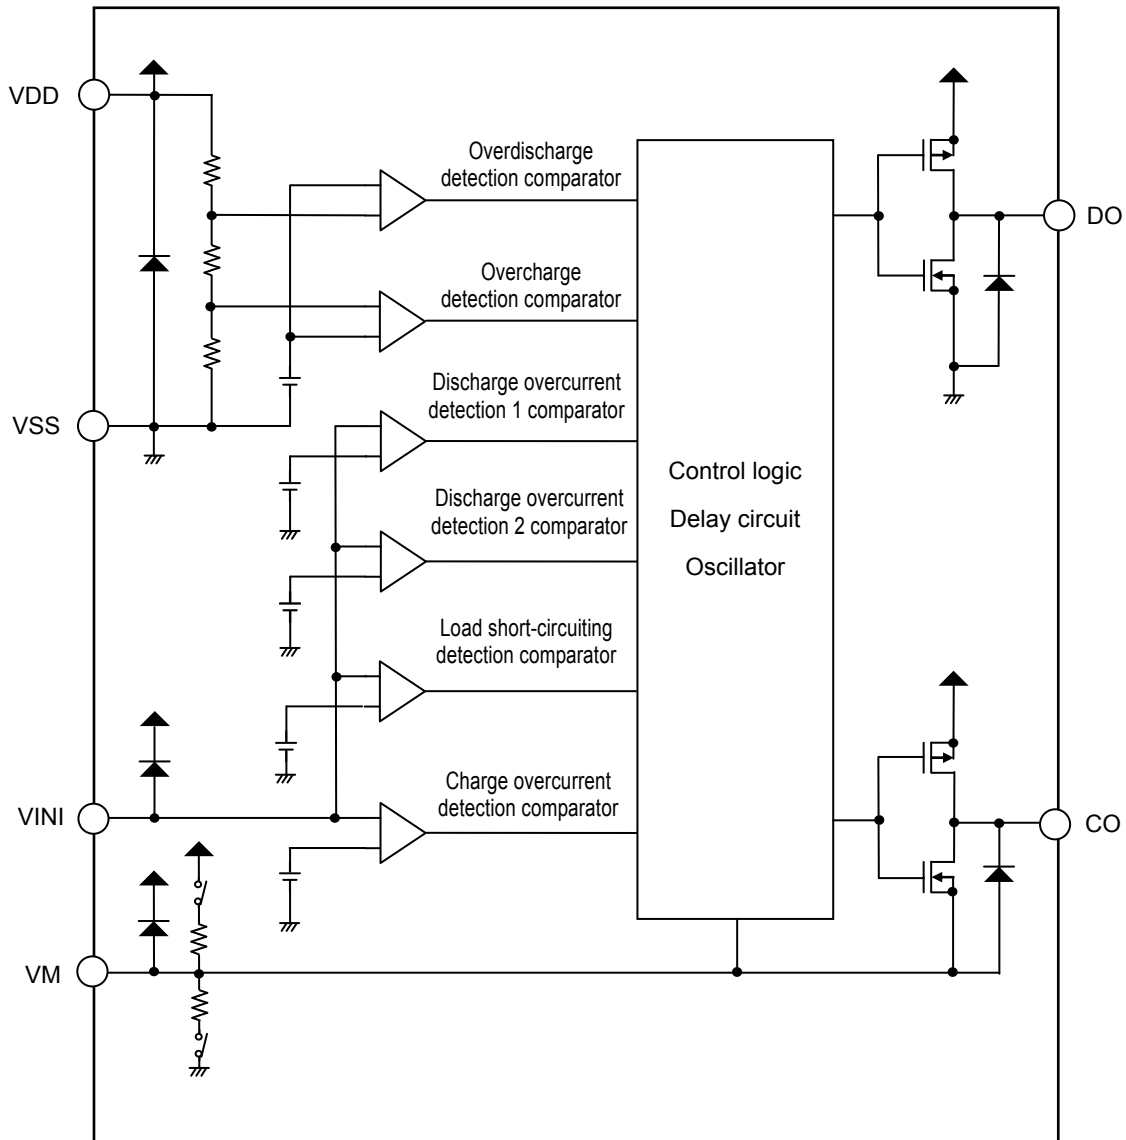 VDD
Overdischarge
detection comparator
DO
Overcharge
detection comparator
Discharge overcurrent
detection 1 comparator
VSS
Control logic
Delay circuit
Oscillator
Discharge overcurrent
detection 2 comparator
Load short-circuiting
detection comparator
Charge overcurrent
detection comparator
VINI
CO
VM